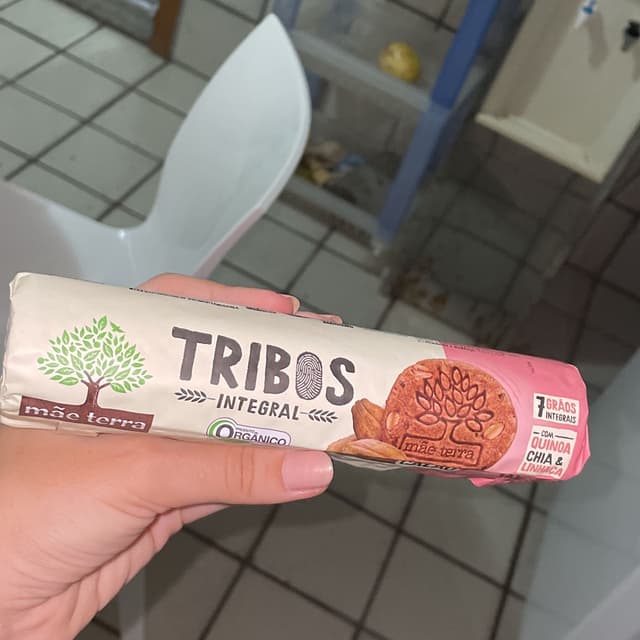 mãe terra
TRIBOS
INTEGRAL
ORGÂNICO
mãe terra
7 GRÃOS
INTEGRAIS
COM
QUINOA
CHIA &
LINHAÇA